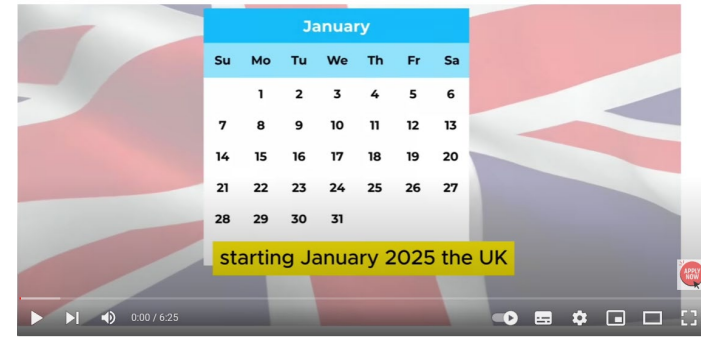 January
Su Mo Tu We Th Fr Sa
1 2 3 4 5 6
7 8 9 10 11 12 13
14 15 16 17 18 19 20
21 22 23 24 25 26 27
28 29 30 31
starting January 2025 the UK
APPLY
NOW
0:00 / 6:25